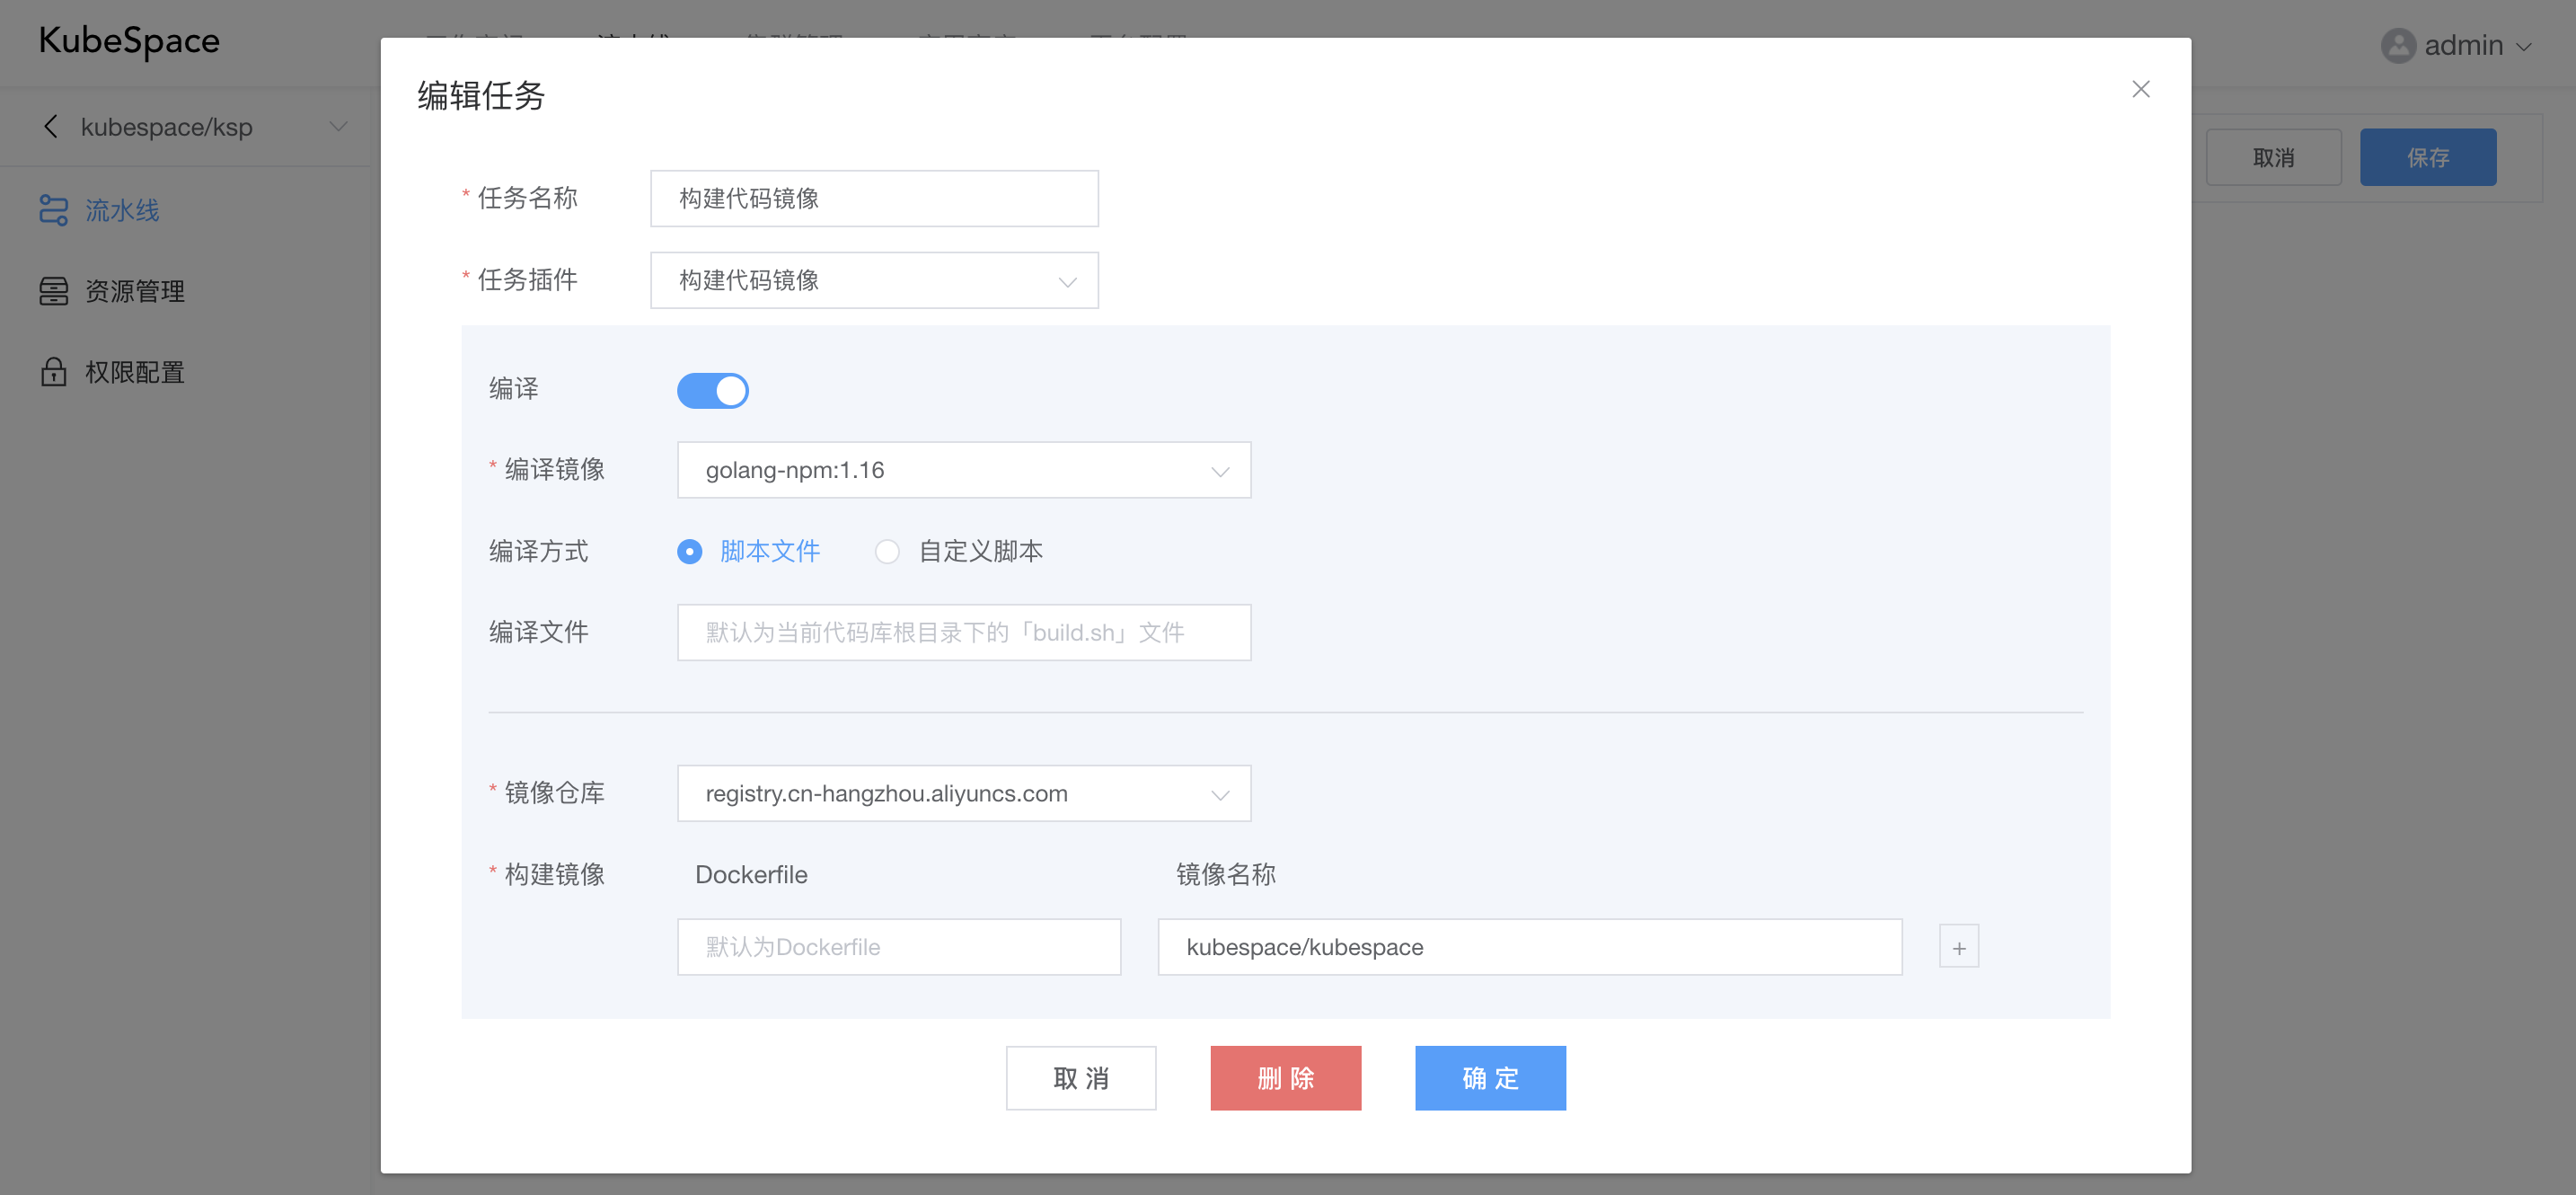 KubeSpace
admin
kubespace/ksp
流水线
资源管理
权限配置
取消
保存
编辑任务
* 任务名称
构建代码镜像
* 任务插件
构建代码镜像
编译
* 编译镜像
golang-npm:1.16
编译方式
脚本文件
自定义脚本
编译文件
默认为当前代码库根目录下的「build.sh」文件
* 镜像仓库
registry.cn-hangzhou.aliyuncs.com
* 构建镜像
Dockerfile
镜像名称
默认为Dockerfile
kubespace/kubespace
+
取 消
删 除
确 定